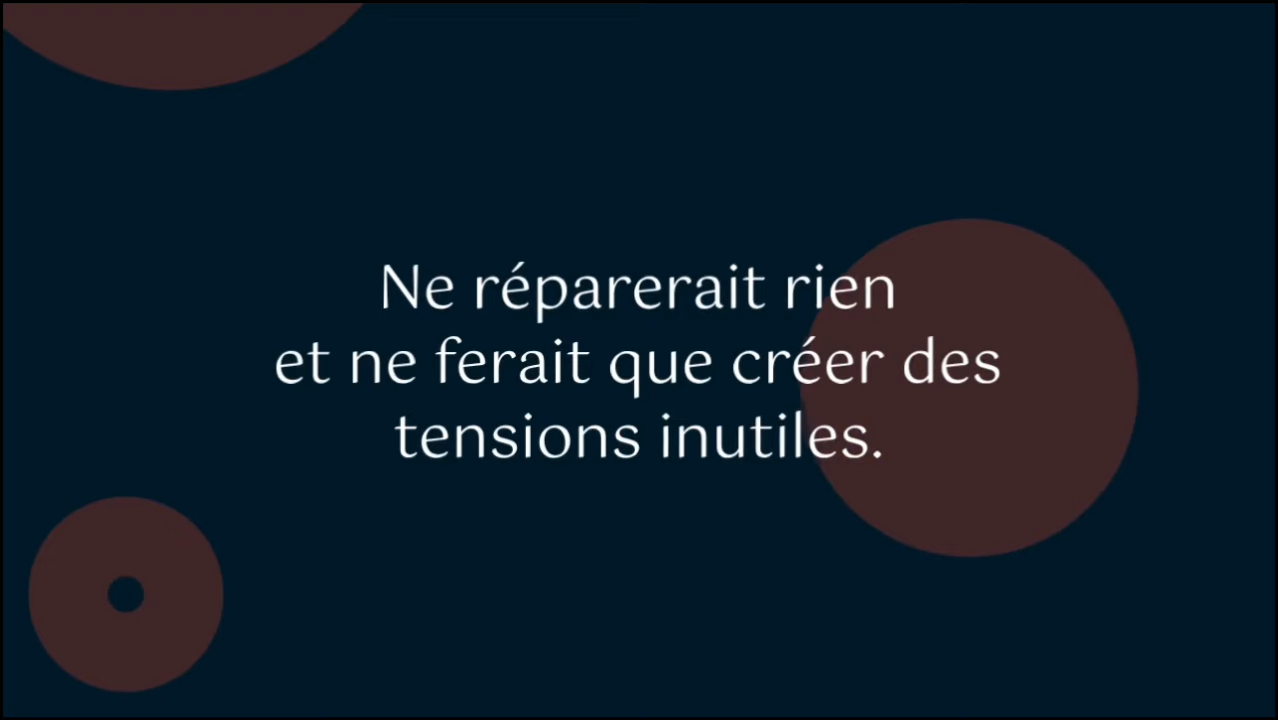 Ne réparerait rien
et ne ferait que créer des
tensions inutiles.